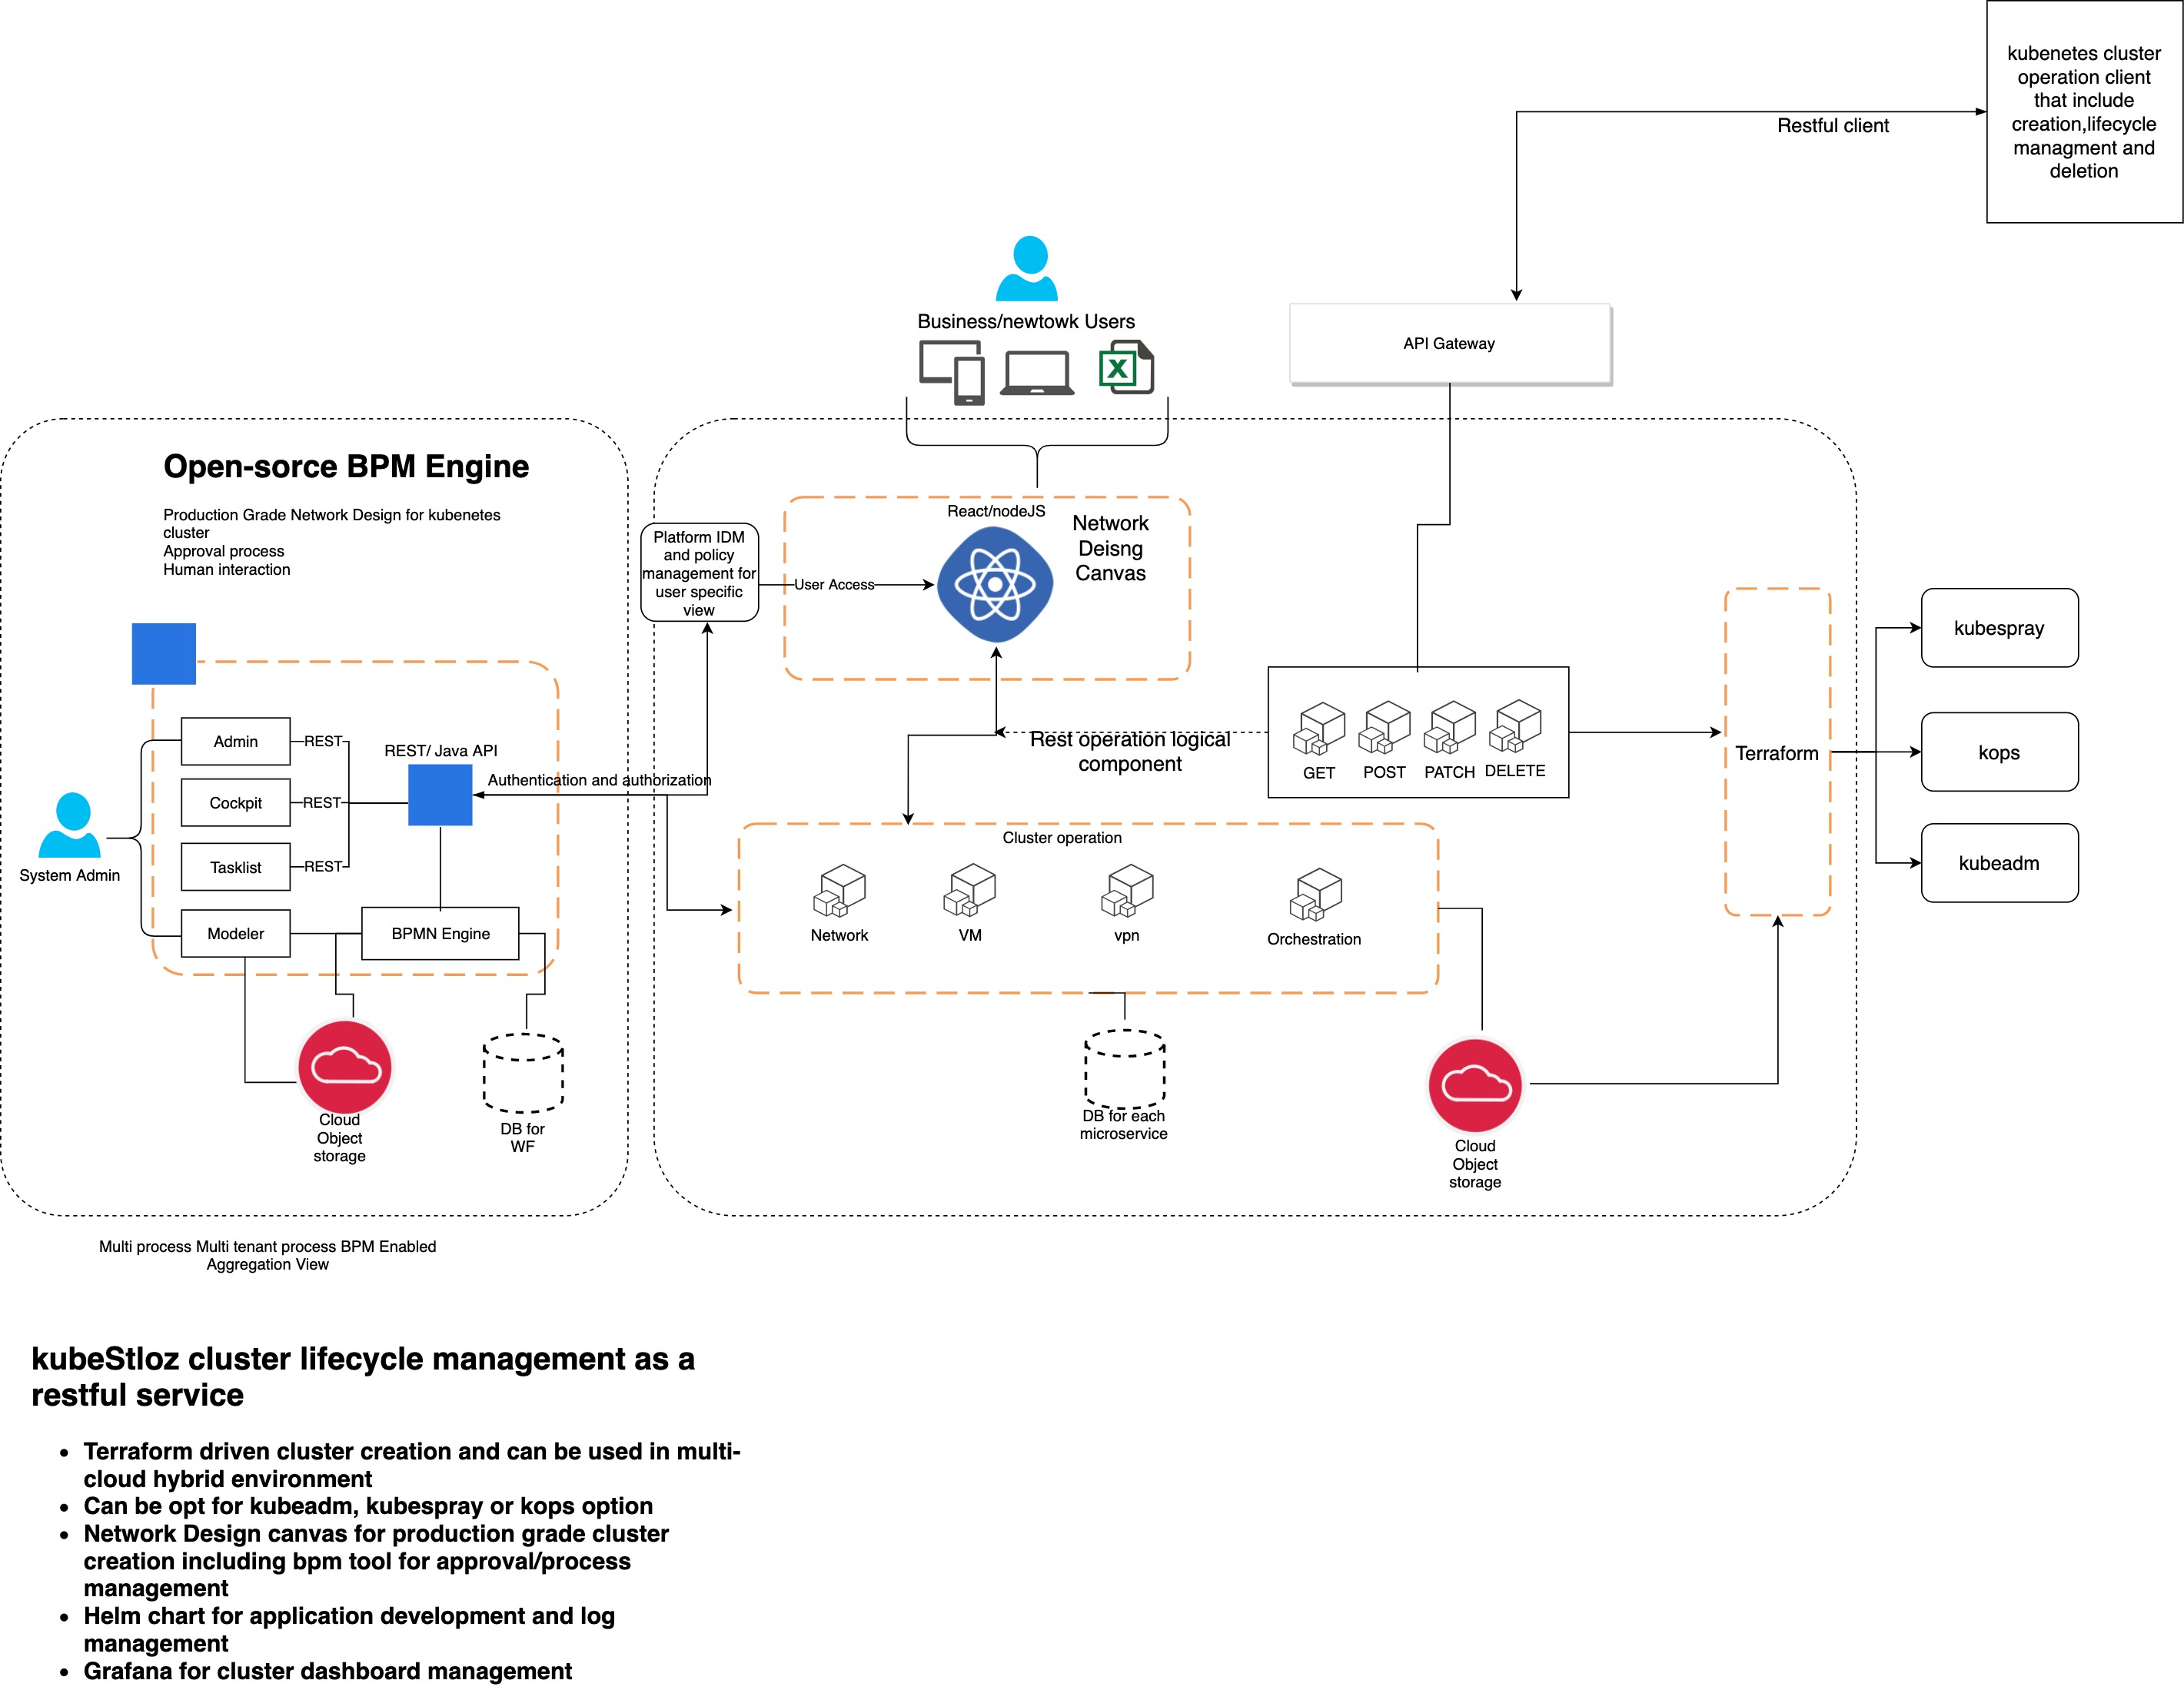 kubenetes cluster
operation client
that include
creation,lifecycle
managment and
deletion
Restful client
Business/newtowk Users
API Gateway
Open-sorce BPM Engine
Production Grade Network Design for kubenetes
cluster
Approval process
Human interaction
Platform IDM
and policy
management for
user specific
view
User Access
React/nodeJS
Network
Deisng
Canvas
X
Admin
Cockpit
Tasklist
Modeler
REST
REST
REST
REST/ Java API
BPMN Engine
System Admin
Authentication and authorization
Rest operation logical
component
GET
POST
PATCH
DELETE
Terraform
kubespray
kops
kubeadm
Cluster operation
Network
VM
vpn
Orchestration
Cloud
Object
storage
DB for
WF
DB for each
microservice
Cloud
Object
storage
Multi process Multi tenant process BPM Enabled
Aggregation View
kubeStloz cluster lifecycle management as a
restful service
• Terraform driven cluster creation and can be used in multi-
cloud hybrid environment
• Can be opt for kubeadm, kubespray or kops option
• Network Design canvas for production grade cluster
creation including bpm tool for approval/process
management
• Helm chart for application development and log
management
• Grafana for cluster dashboard management